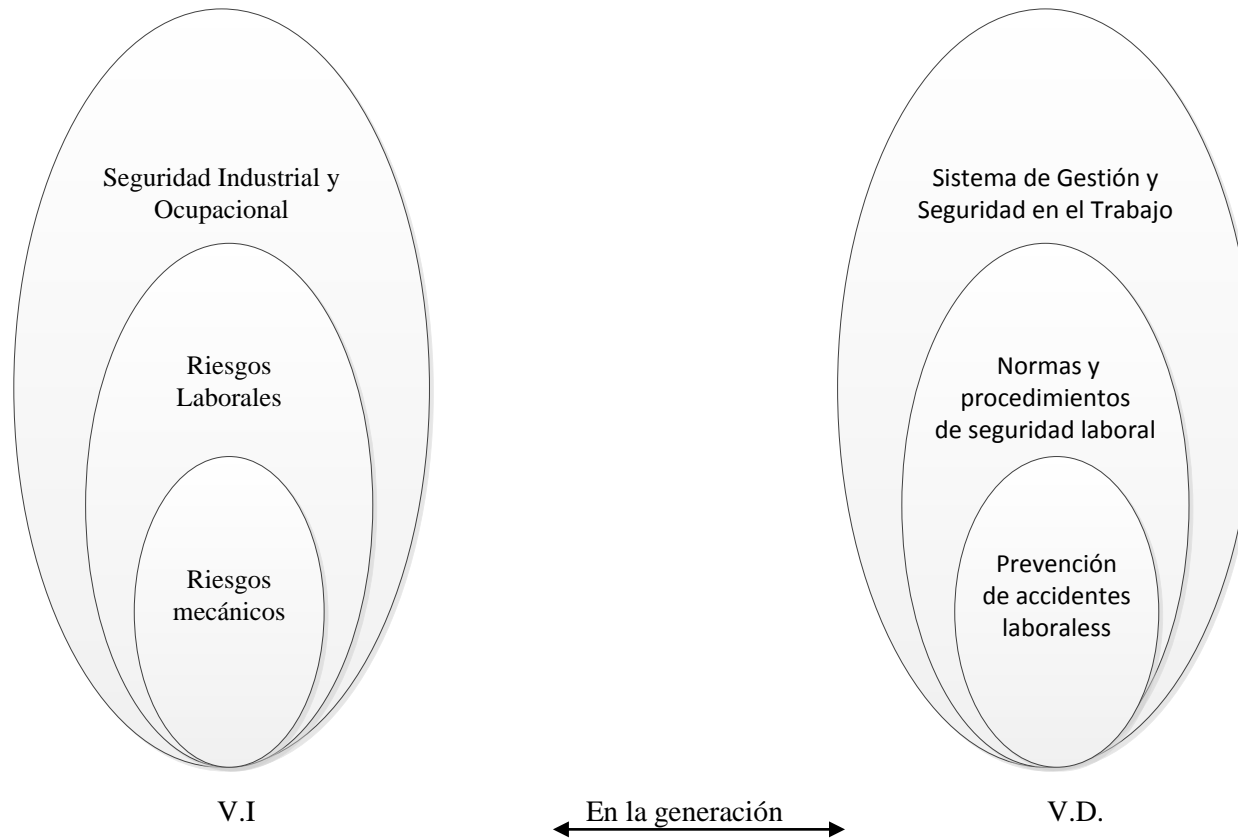 Seguridad Industrial y
Ocupacional
Riesgos
Laborales
Riesgos
mecánicos
V.I
En la generación
Sistema de Gestión y
Seguridad en el Trabajo
Normas y
procedimientos
de seguridad laboral
Prevención
de accidentes
laboraless
V.D.